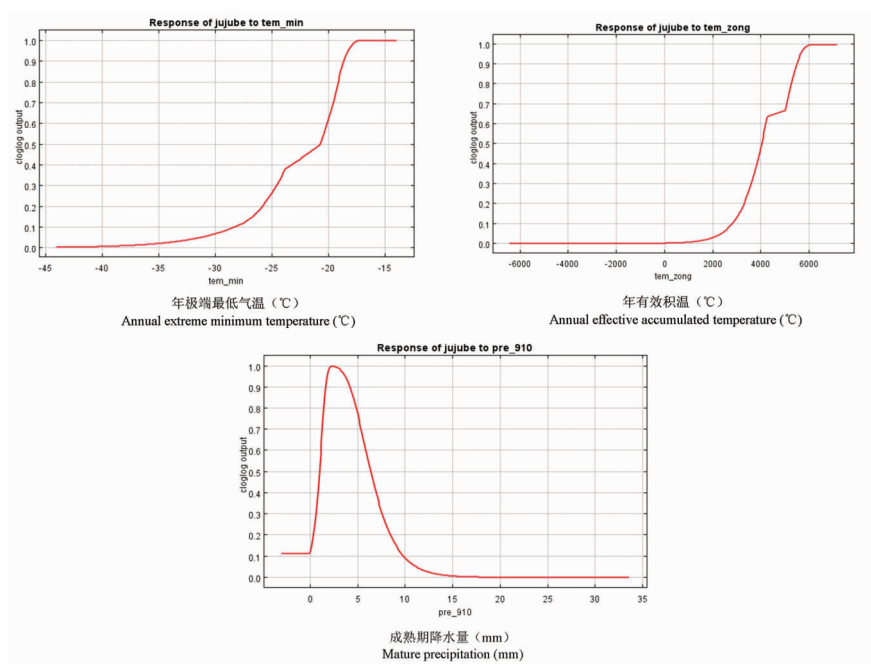 Response of jujube to tem_min
1.0
0.9
0.8
0.7
0.6
0.5
0.4
0.3
0.2
0.1
0.0
cloglog output
-45 -40 -35 -30 -25 -20 -15
tem_min
年极端最低气温（℃）
Annual extreme minimum temperature (℃)
Response of jujube to tem_zong
1.0
0.9
0.8
0.7
0.6
0.5
0.4
0.3
0.2
0.1
0.0
cloglog output
-6000 -4000 -2000 0 2000 4000 6000
tem_zong
年有效积温（℃）
Annual effective accumulated temperature (℃)
Response of jujube to pre_910
1.0
0.9
0.8
0.7
0.6
0.5
0.4
0.3
0.2
0.1
0.0
cloglog output
0 5 10 15 20 25 30 35
pre_910
成熟期降水量（mm）
Mature precipitation (mm)